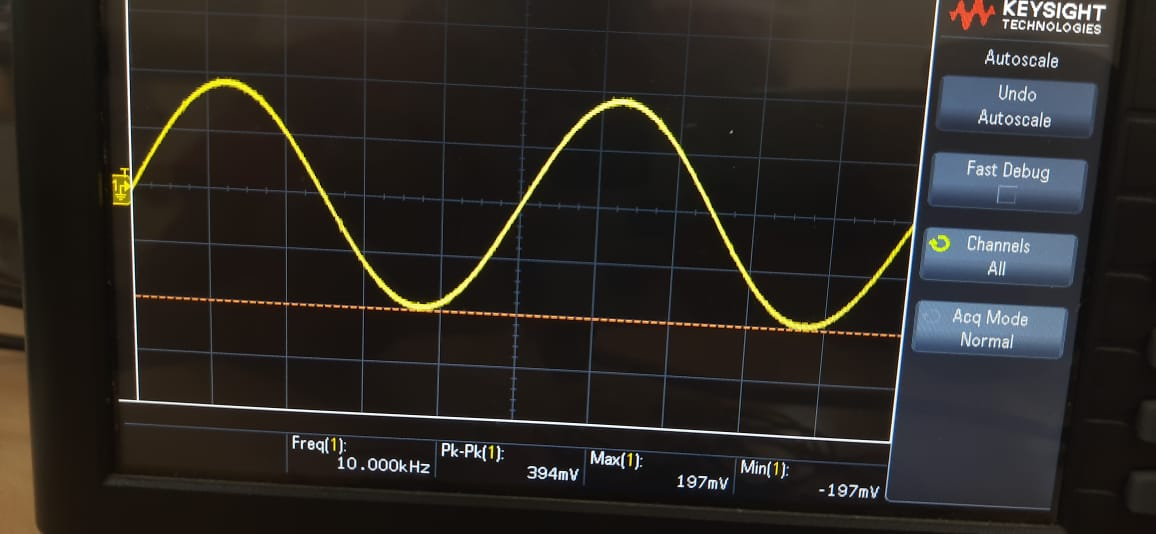 KEYSIGHT
TECHNOLOGIES
Autoscale
Undo
Autoscale
Fast Debug
Channels
All
Acq Mode
Normal
T
1
Freq(1):
10.000kHz
Pk-Pk(1):
394mV
Max(1):
197mV
Min(1):
-197mV